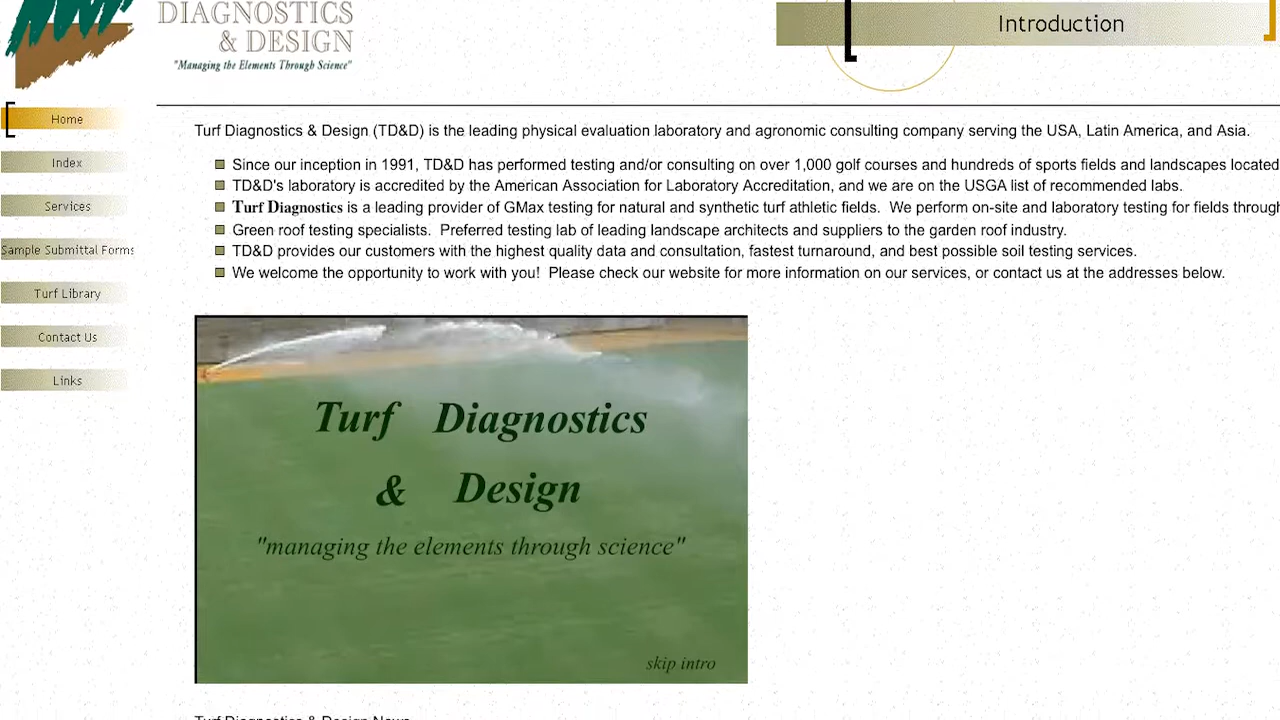 DIAGNOSTICS
& DESIGN
"Managing the Elements Through Science"
Introduction
Home
Index
Services
Sample Submittal Forms
Turf Library
Contact Us
Links
Turf Diagnostics & Design (TD&D) is the leading physical evaluation laboratory and agronomic consulting company serving the USA, Latin America, and Asia.
Since our inception in 1991, TD&D has performed testing and/or consulting on over 1,000 golf courses and hundreds of sports fields and landscapes located
TD&D's laboratory is accredited by the American Association for Laboratory Accreditation, and we are on the USGA list of recommended labs.
Turf Diagnostics is a leading provider of GMax testing for natural and synthetic turf athletic fields.  We perform on-site and laboratory testing for fields through
Green roof testing specialists.  Preferred testing lab of leading landscape architects and suppliers to the garden roof industry.
TD&D provides our customers with the highest quality data and consultation, fastest turnaround, and best possible soil testing services.
We welcome the opportunity to work with you!  Please check our website for more information on our services, or contact us at the addresses below.
Turf Diagnostics
& Design
"managing the elements through science"
skip intro
Turf Diagnostics & Design News